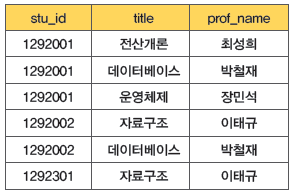 stu_id title prof_name
1292001 전산개론 최성희
1292001 데이터베이스 박철재
1292001 운영체제 장민석
1292002 자료구조 이태규
1292002 데이터베이스 박철재
1292301 자료구조 이태규